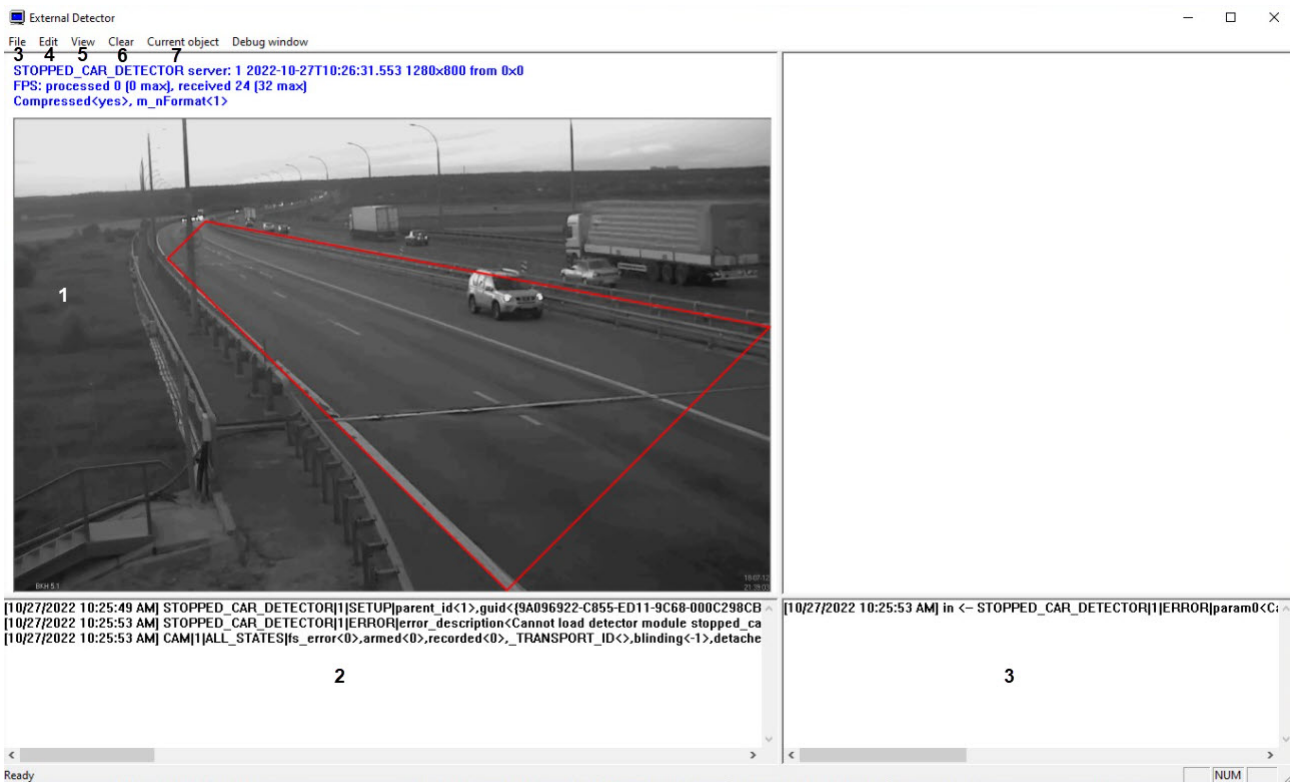 External Detector
File Edit View Clear Current object Debug window
3 4 5 6 7
STOPPED_CAR_DETECTOR server: 1 2022-10-27T10:26:31.553 1280x800 from 0x0
FPS: processed 0 (0 max), received 24 (32 max)
Compressed<yes>, m_nFormat<1>
1
BKH 5.1
[10/27/2022 10:25:49 AM] STOPPED_CAR_DETECTOR|1|SETUP|parent_id<1>,guid<{9A096922-C855-ED11-9C68-000C298CB
[10/27/2022 10:25:53 AM] STOPPED_CAR_DETECTOR|1|ERROR|error_description<Cannot load detector module stopped_ca
[10/27/2022 10:25:53 AM] CAM|1|ALL_STATES|fs_error<0>,armed<0>,recorded<0>,_TRANSPORT_ID<>,blinding<-1>,detache
2
[10/27/2022 10:25:53 AM] in <-- STOPPED_CAR_DETECTOR|1|ERROR|param0<Ca
3
Ready
NUM